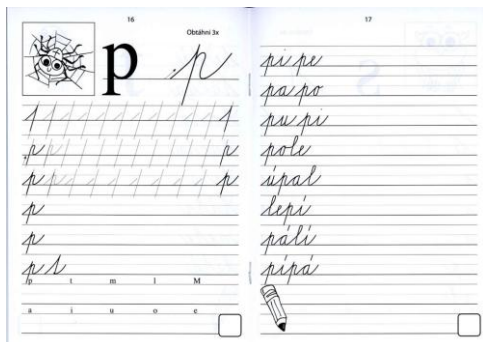 16
Obtáhni 3x
p p
p p
p p
p
p
p t
p t m l M
a i u o e
17
pi pe
pa po
pu pi
pole
úpal
lepí
pálí
pípá